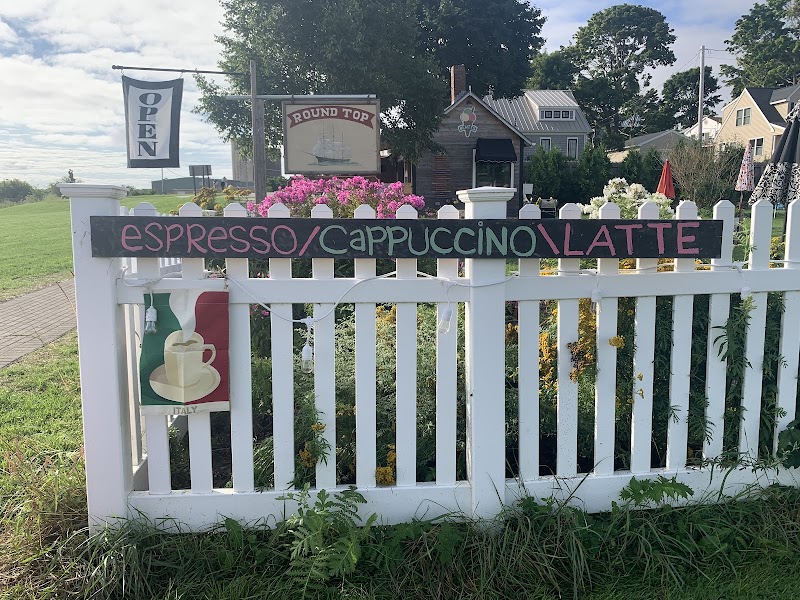 OPEN
ROUND TOP
ESPRESSO/CAPPUCCINO\LATTE
ITALY